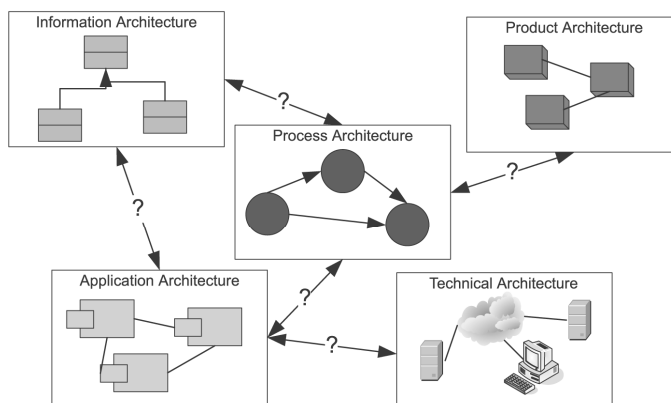 Information Architecture
Product Architecture
?
Process Architecture
?
?
Application Architecture
Technical Architecture
?
?